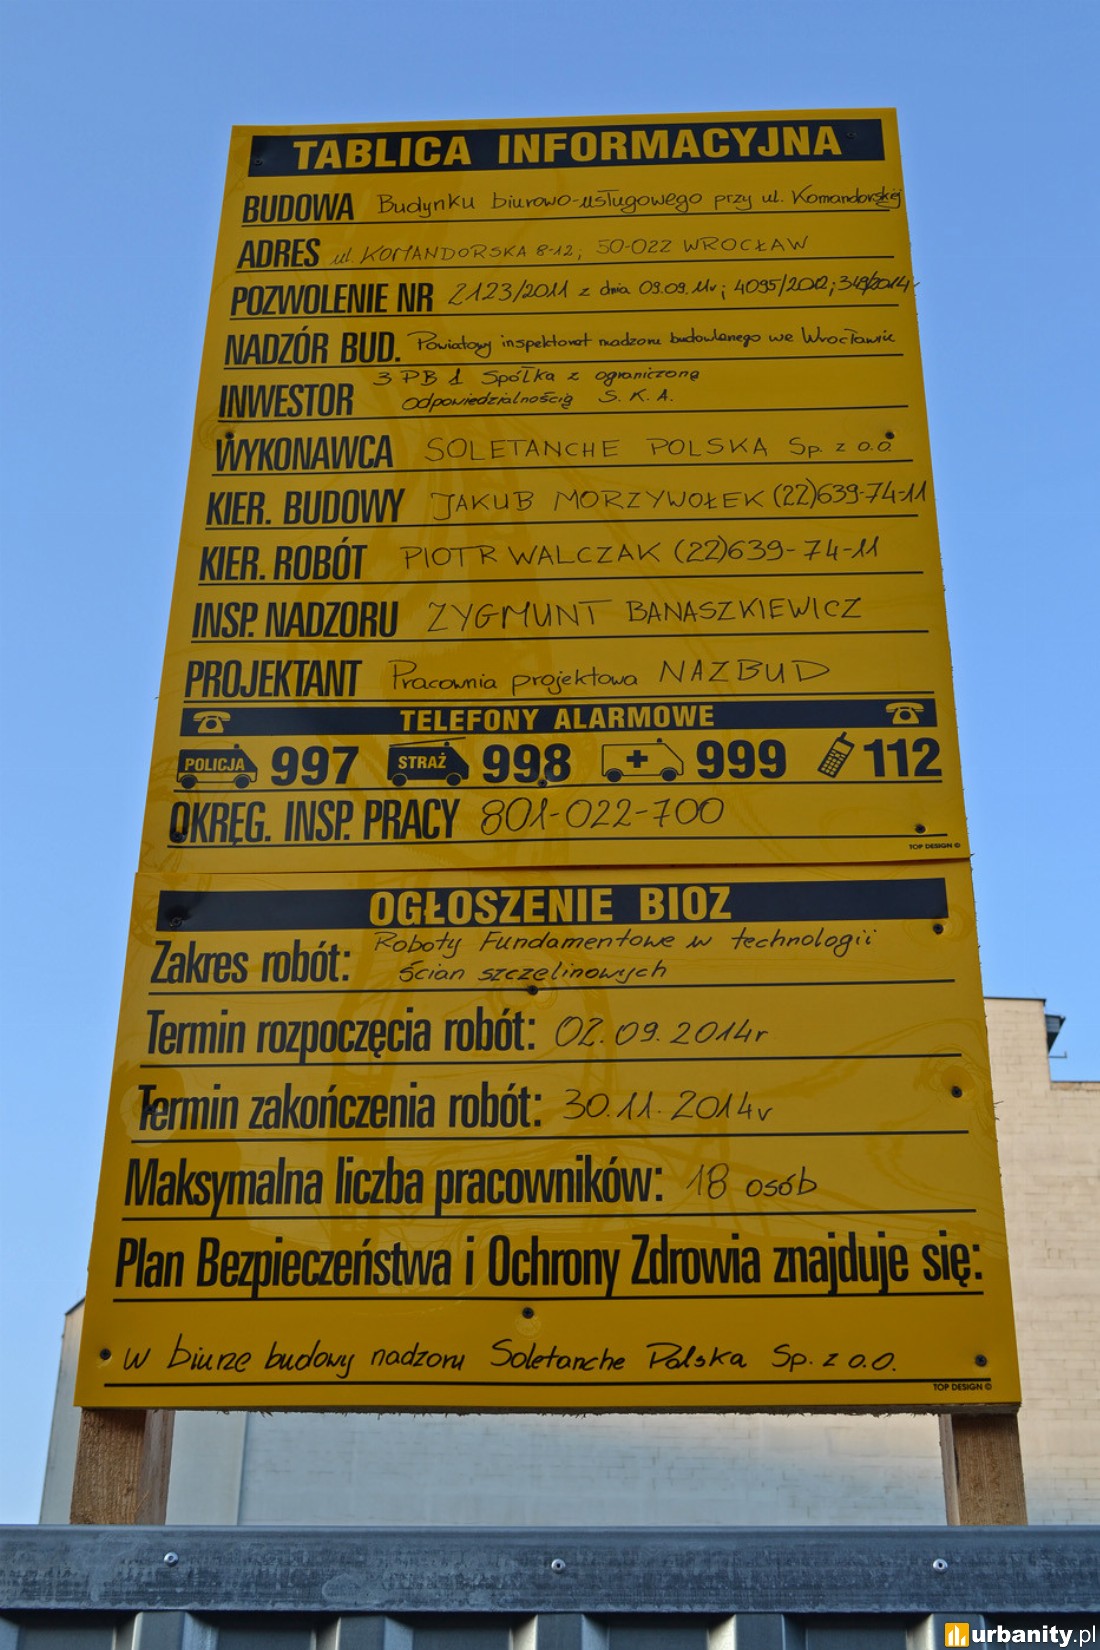 TABLICA INFORMACYJNA
BUDOWA Budynku biurowo-usługowego przy ul. Komandorskiej
ADRES ul. KOMANDORSKA 8-12, 50-022 WROCŁAW
POZWOLENIE NR 2123/2011 z dnia 09.09.11r; 4095/2012; 349/2014r
NADZÓR BUD. Powiatowy inspektorat nadzoru budowlanego we Wrocławiu
INWESTOR 3 PB 1 Spółka z ograniczoną
odpowiedzialnością S. K. A.
WYKONAWCA SOLETANCHE POLSKA Sp. z o.o.
KIER. BUDOWY JAKUB MORZYWOŁEK (22)639-74-11
KIER. ROBÓT PIOTR WALCZAK (22)639-74-11
INSP. NADZORU ZYGMUNT BANASZKIEWICZ
PROJEKTANT Pracownia projektowa NAZBUD
TELEFONY ALARMOWE
POLICJA 997 STRAŻ 998 999 112
OKRĘG. INSP. PRACY 801-022-700
TOP DESIGN ©
OGŁOSZENIE BIOZ
Zakres robót: Roboty Fundamentowe w technologii
ścian szczelinowych
Termin rozpoczęcia robót: 02.09.2014r
Termin zakończenia robót: 30.11.2014r
Maksymalna liczba pracowników: 18 osób
Plan Bezpieczeństwa i Ochrony Zdrowia znajduje się:
w biurze budowy nadzoru Soletanche Polska Sp. z o.o.
TOP DESIGN ©
urbanity.pl